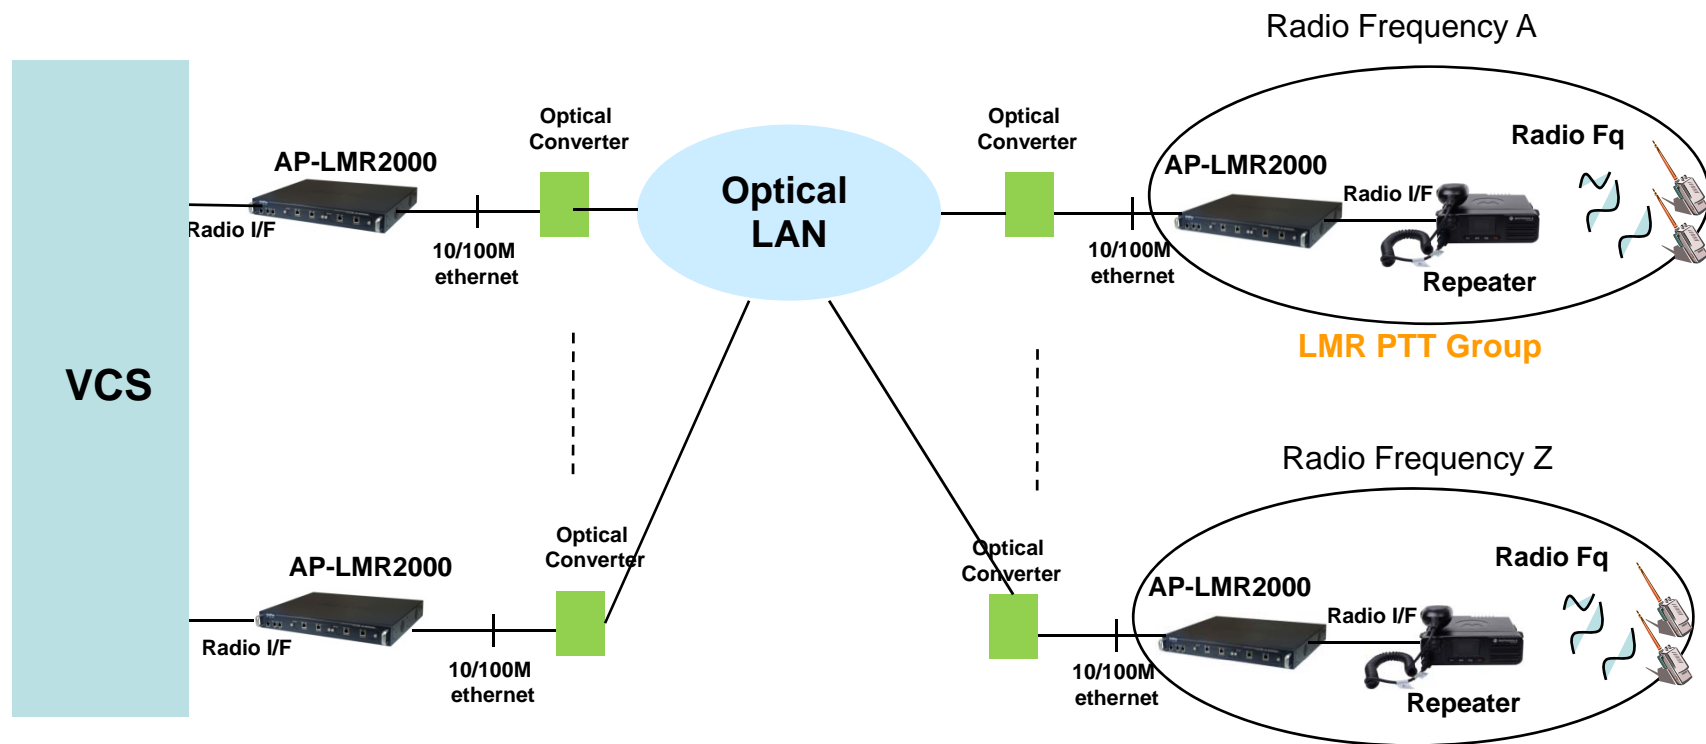 Radio Frequency A
Optical
Converter
AP-LMR2000
Radio I/F
10/100M
ethernet
Optical
LAN
Optical
Converter
10/100M
ethernet
AP-LMR2000
Radio I/F
Radio Fq
Repeater
LMR PTT Group
VCS
Radio Frequency Z
Optical
Converter
AP-LMR2000
Radio I/F
10/100M
ethernet
Optical
Converter
10/100M
ethernet
AP-LMR2000
Radio I/F
Radio Fq
Repeater